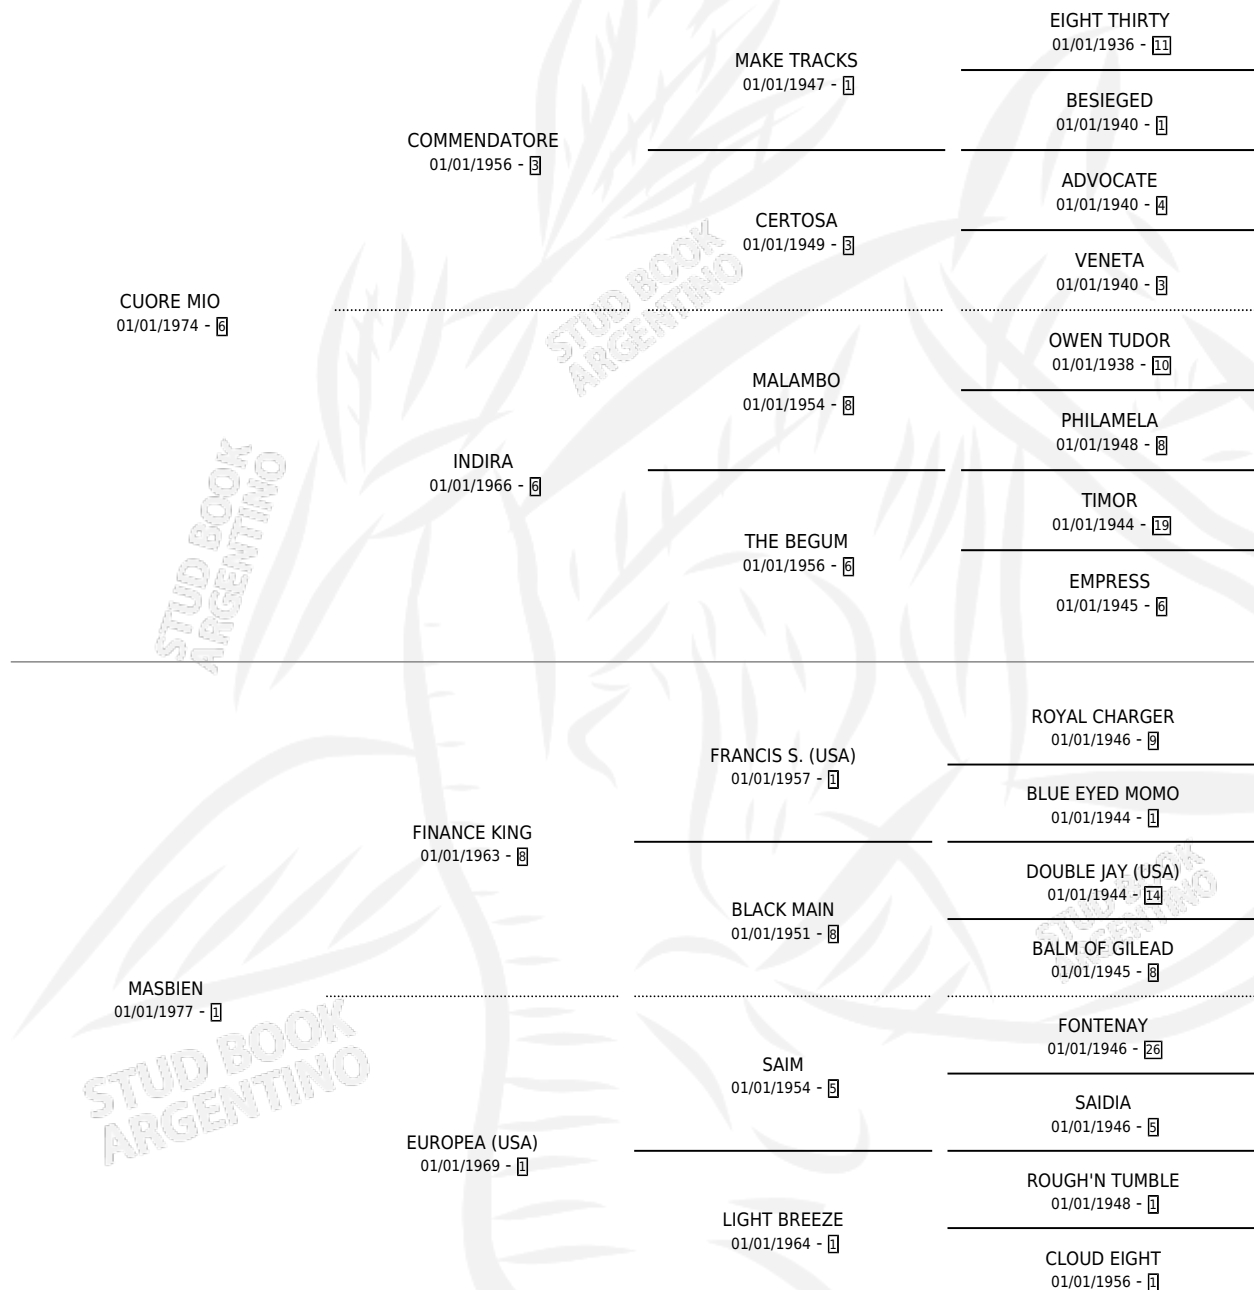 EIGHT THIRTY
01/01/1936 - 11
MAKE TRACKS
01/01/1947 - 1
BESIEGED
01/01/1940 - 1
COMMENDATORE
01/01/1956 - 3
ADVOCATE
01/01/1940 - 4
CERTOSA
01/01/1949 - 3
VENETA
01/01/1940 - 3
CUORE MIO
01/01/1974 - 6
OWEN TUDOR
01/01/1938 - 10
MALAMBO
01/01/1954 - 8
PHILAMELA
01/01/1948 - 8
INDIRA
01/01/1966 - 6
TIMOR
01/01/1944 - 19
THE BEGUM
01/01/1956 - 6
EMPRESS
01/01/1945 - 6
ROYAL CHARGER
01/01/1946 - 9
FRANCIS S. (USA)
01/01/1957 - 1
BLUE EYED MOMO
01/01/1944 - 1
FINANCE KING
01/01/1963 - 8
DOUBLE JAY (USA)
01/01/1944 - 14
BLACK MAIN
01/01/1951 - 8
BALM OF GILEAD
01/01/1945 - 8
MASBIEN
01/01/1977 - 1
FONTENAY
01/01/1946 - 26
SAIM
01/01/1954 - 5
SAIDIA
01/01/1946 - 5
EUROPEA (USA)
01/01/1969 - 1
ROUGH'N TUMBLE
01/01/1948 - 1
LIGHT BREEZE
01/01/1964 - 1
CLOUD EIGHT
01/01/1956 - 1
STUD BOOK
ARGENTINO
STUD BOOK
ARGENTINO
STUD BOOK
ARGENTINO
STUD BOOK
ARGENTINO